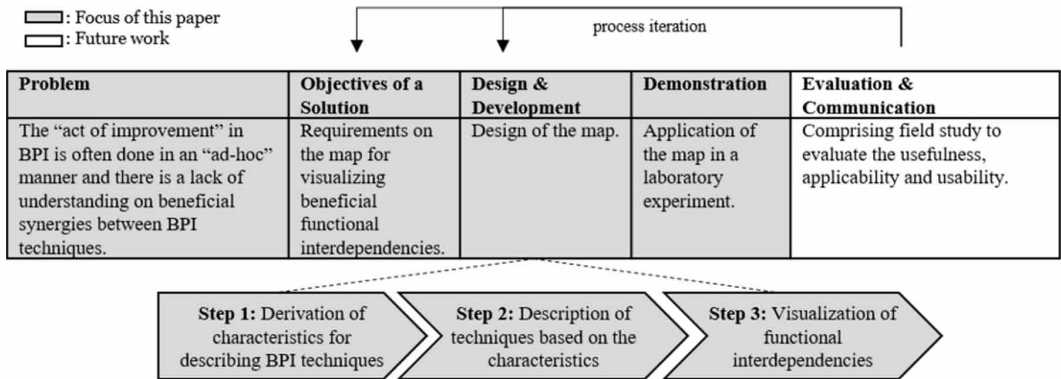 : Focus of this paper
: Future work
process iteration
Problem
Objectives of a
Solution
Design &
Development
Demonstration
Evaluation &
Communication
The “act of improvement” in
BPI is often done in an “ad-hoc”
manner and there is a lack of
understanding on beneficial
synergies between BPI
techniques.
Requirements on
the map for
visualizing
beneficial
functional
interdependencies.
Design of the map.
Application of
the map in a
laboratory
experiment.
Comprising field study to
evaluate the usefulness,
applicability and usability.
Step 1: Derivation of
characteristics for
describing BPI techniques
Step 2: Description of
techniques based on the
characteristics
Step 3: Visualization of
functional
interdependencies